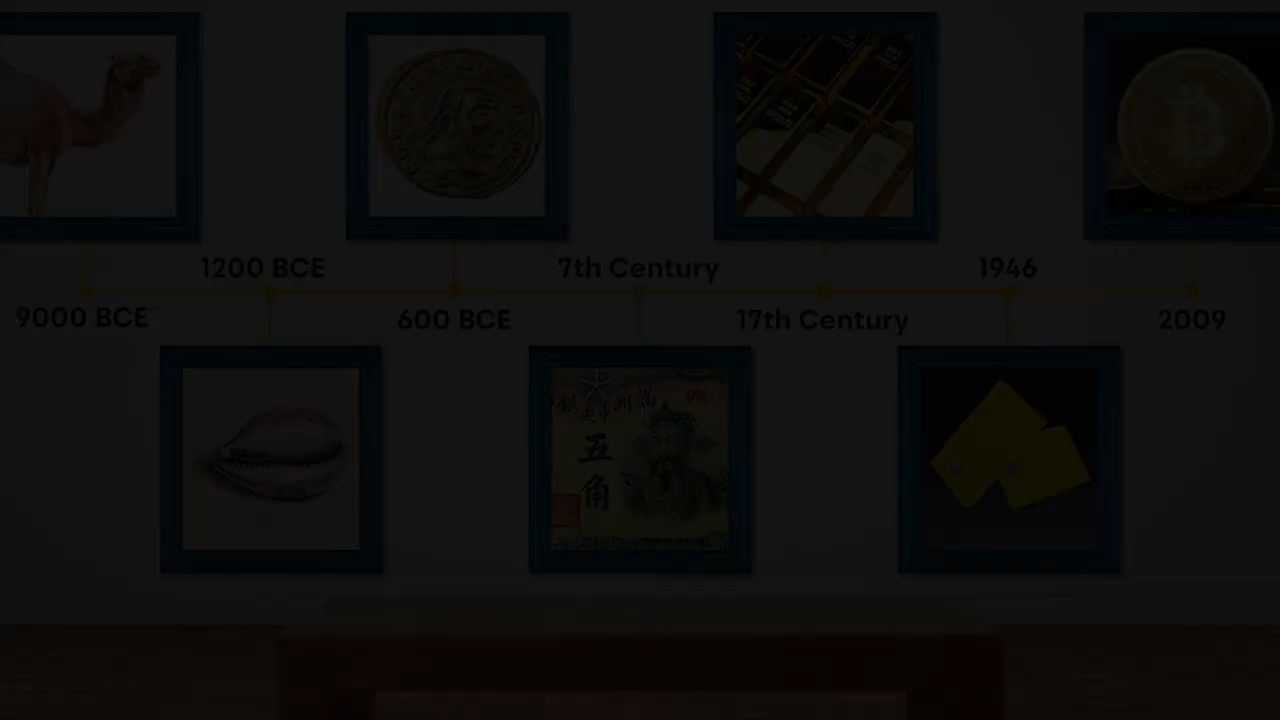 1200 BCE
7th Century
1946
9000 BCE
600 BCE
17th Century
2009
五
角